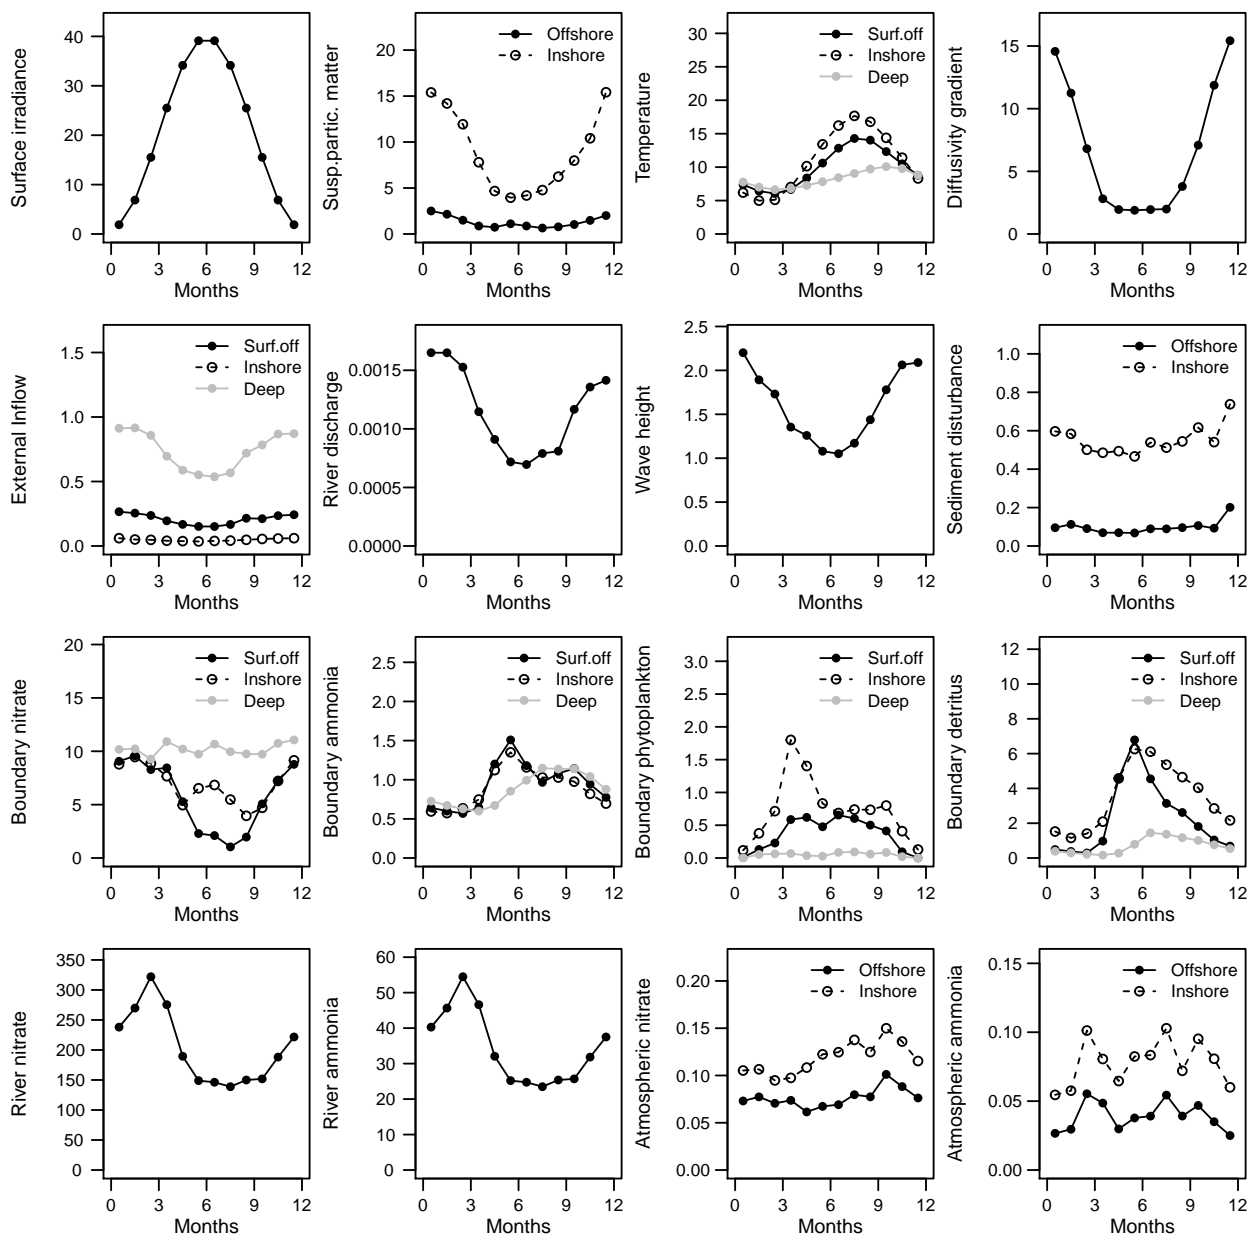 Surface irradiance
40
30
20
10
0
0 3 6 9 12
Months
Susp.partic. matter
20
15
10
5
0
Offshore
Inshore
0 3 6 9 12
Months
Temperature
30
25
20
15
10
5
0
Surf.off
Inshore
Deep
0 3 6 9 12
Months
Diffusivity gradient
15
10
5
0
0 3 6 9 12
Months
External Inflow
1.5
1.0
0.5
0.0
Surf.off
Inshore
Deep
0 3 6 9 12
Months
River discharge
0.0015
0.0010
0.0005
0.0000
0 3 6 9 12
Months
Wave height
2.5
2.0
1.5
1.0
0.5
0.0
0 3 6 9 12
Months
Sediment disturbance
1.0
0.8
0.6
0.4
0.2
0.0
Offshore
Inshore
0 3 6 9 12
Months
Boundary nitrate
20
15
10
5
0
Surf.off
Inshore
Deep
0 3 6 9 12
Months
Boundary ammonia
2.5
2.0
1.5
1.0
0.5
0.0
Surf.off
Inshore
Deep
0 3 6 9 12
Months
Boundary phytoplankton
3.0
2.5
2.0
1.5
1.0
0.5
0.0
Surf.off
Inshore
Deep
0 3 6 9 12
Months
Boundary detritus
12
10
8
6
4
2
0
Surf.off
Inshore
Deep
0 3 6 9 12
Months
River nitrate
350
300
250
200
150
100
50
0
0 3 6 9 12
Months
River ammonia
60
50
40
30
20
10
0
0 3 6 9 12
Months
Atmospheric nitrate
0.20
0.15
0.10
0.05
0.00
Offshore
Inshore
0 3 6 9 12
Months
Atmospheric ammonia
0.15
0.10
0.05
0.00
Offshore
Inshore
0 3 6 9 12
Months